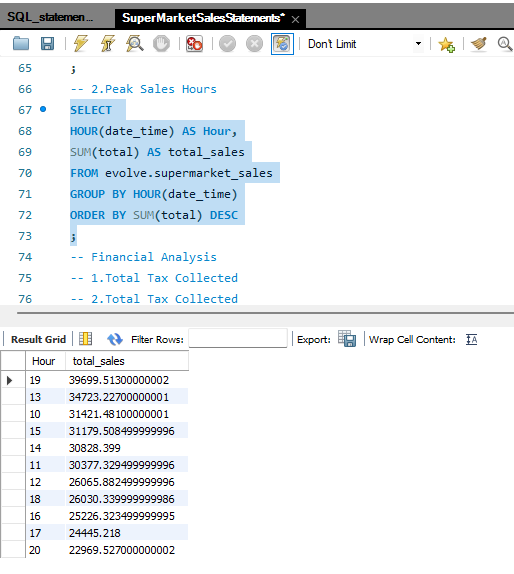 SQL_statemen... SuperMarketSalesStatements* ×
Don't Limit
65 ;
66 -- 2.Peak Sales Hours
67 SELECT
68 HOUR(date_time) AS Hour,
69 SUM(total) AS total_sales
70 FROM evolve.supermarket_sales
71 GROUP BY HOUR(date_time)
72 ORDER BY SUM(total) DESC
73 ;
74 -- Financial Analysis
75 -- 1.Total Tax Collected
76 -- 2.Total Tax Collected
Result Grid Filter Rows: Export: Wrap Cell Content: IA
Hour total_sales
19 39699.51300000002
13 34723.22700000001
10 31421.48100000001
15 31179.508499999996
14 30828.399
11 30377.329499999996
12 26065.882499999996
18 26030.339999999986
16 25226.323499999995
17 24445.218
20 22969.527000000002